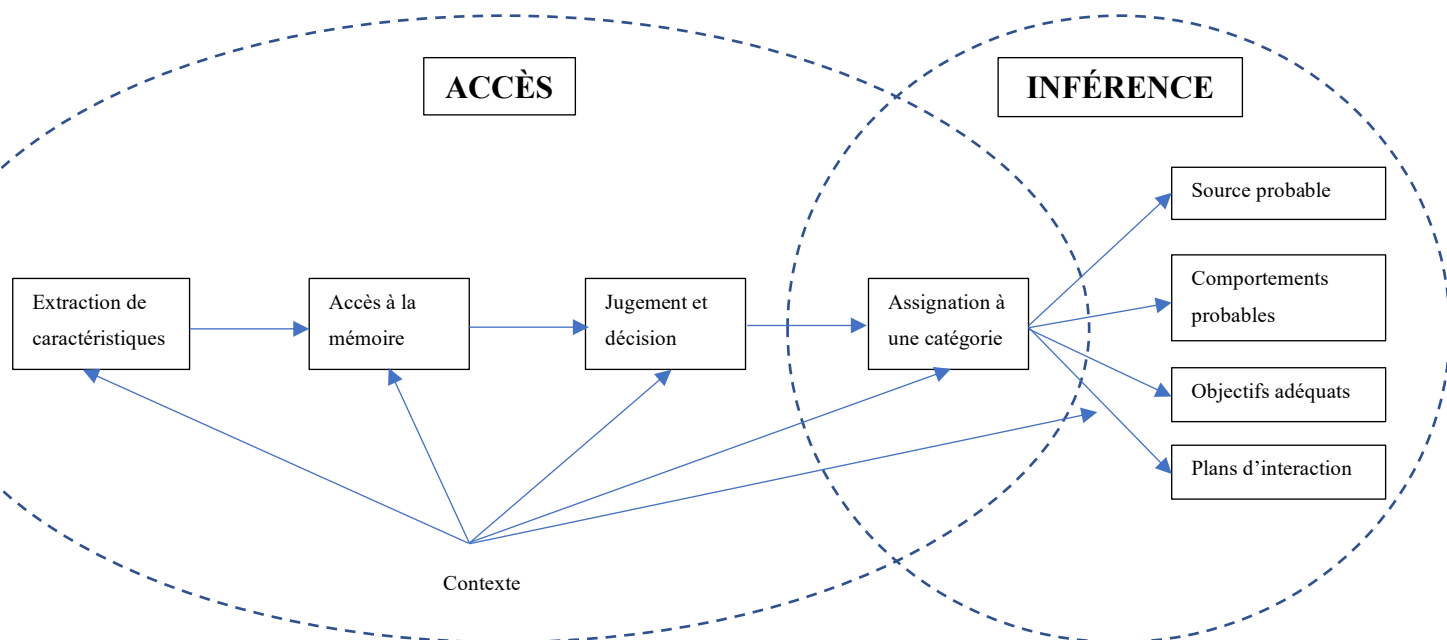 ACCÈS
INFÉRENCE
Extraction de
caractéristiques
Accès à la
mémoire
Jugement et
décision
Assignation à
une catégorie
Source probable
Comportements
probables
Objectifs adéquats
Plans d’interaction
Contexte